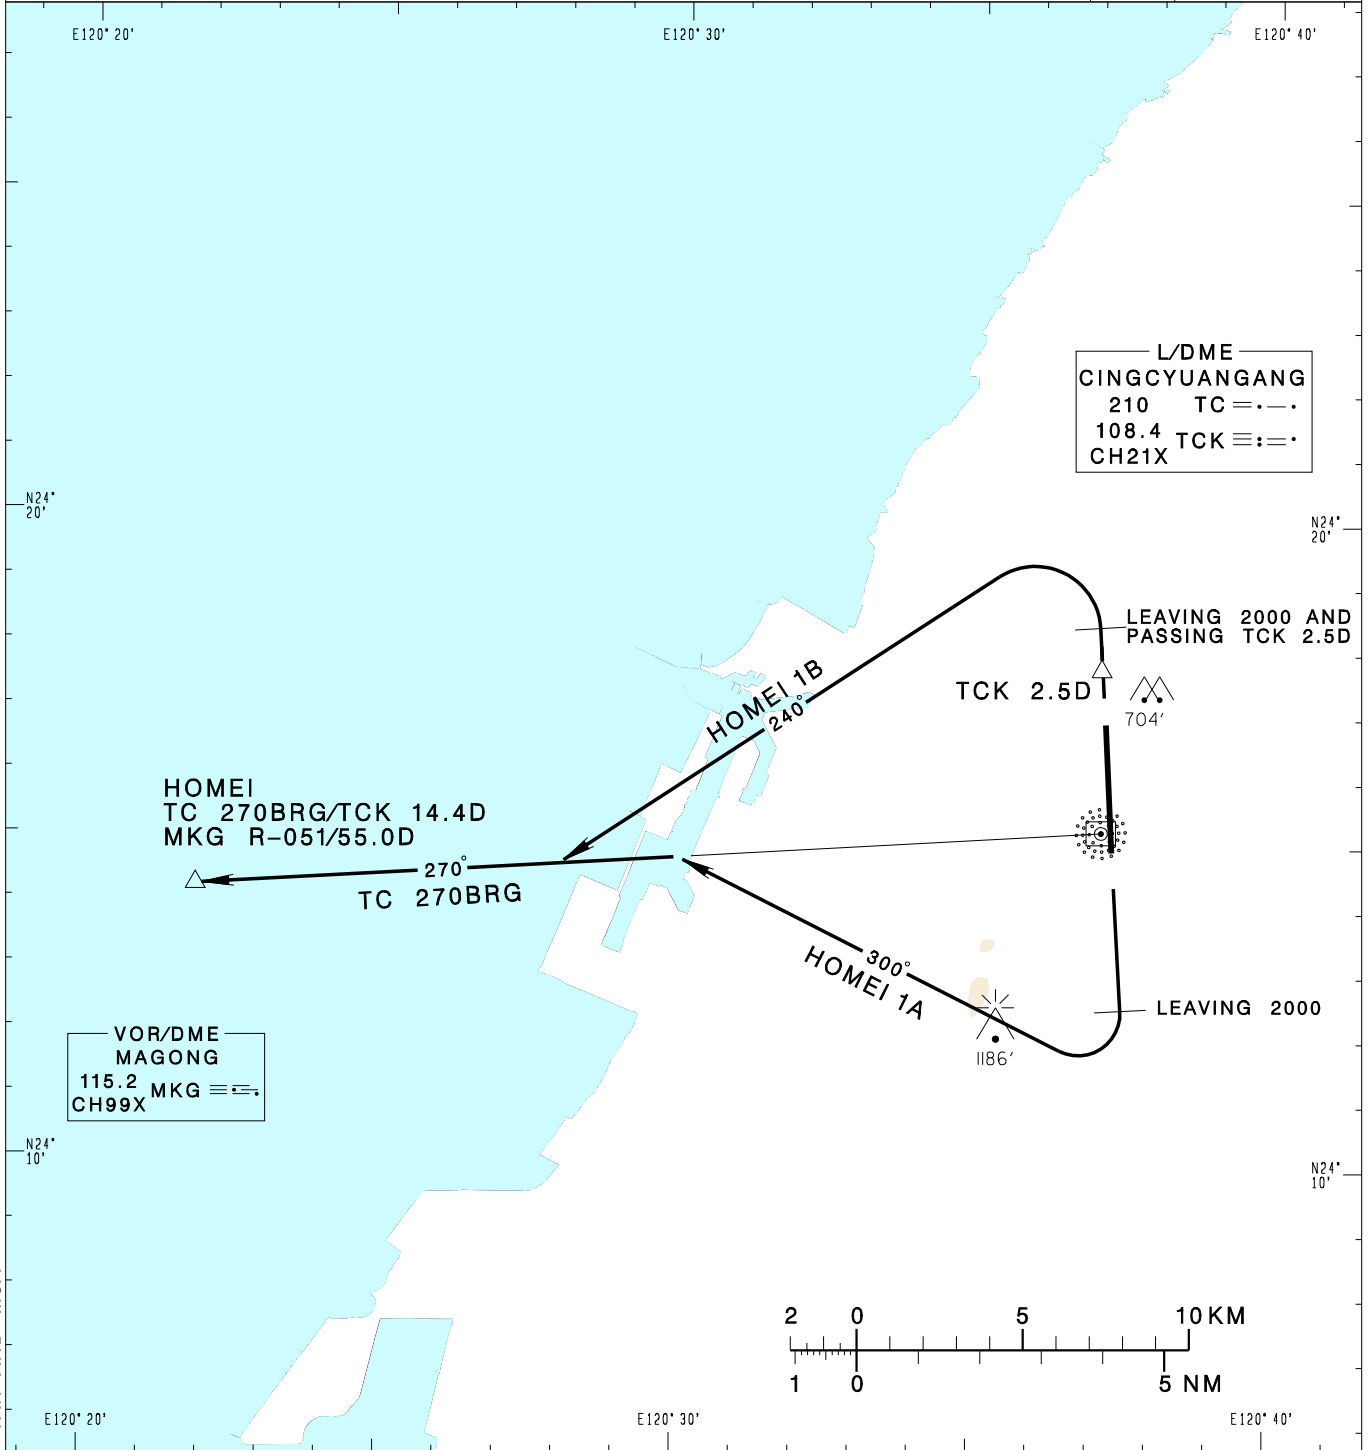 E120° 20'
E120° 30'
E120° 40'
L/DME
CINGCYUANGANG
210 TC
108.4 TCK
CH21X
N24°
20'
N24°
20'
LEAVING 2000 AND
PASSING TCK 2.5D
HOMEI 1B
240°
TCK 2.5D
704'
HOMEI
TC 270BRG/TCK 14.4D
MKG R-051/55.0D
270°
TC 270BRG
300°
HOMEI 1A
LEAVING 2000
1186'
VOR/DME
MAGONG
115.2 MKG
CH99X
N24°
10'
N24°
10'
2 0 5 10 KM
1 0 5 NM
E120° 20'
E120° 30'
E120° 40'